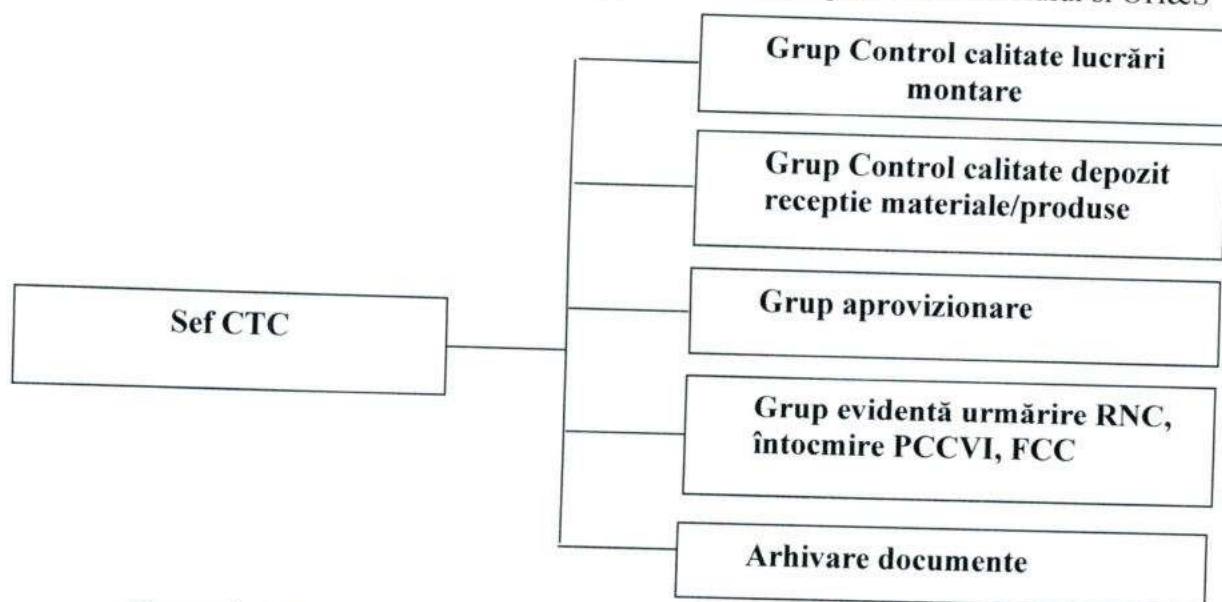 Sef CTC
Grup Control calitate lucrări
montare
Grup Control calitate depozit
receptie materiale/produse
Grup aprovizionare
Grup evidentă urmărire RNC,
întocmire PCCVI, FCC
Arhivare documente